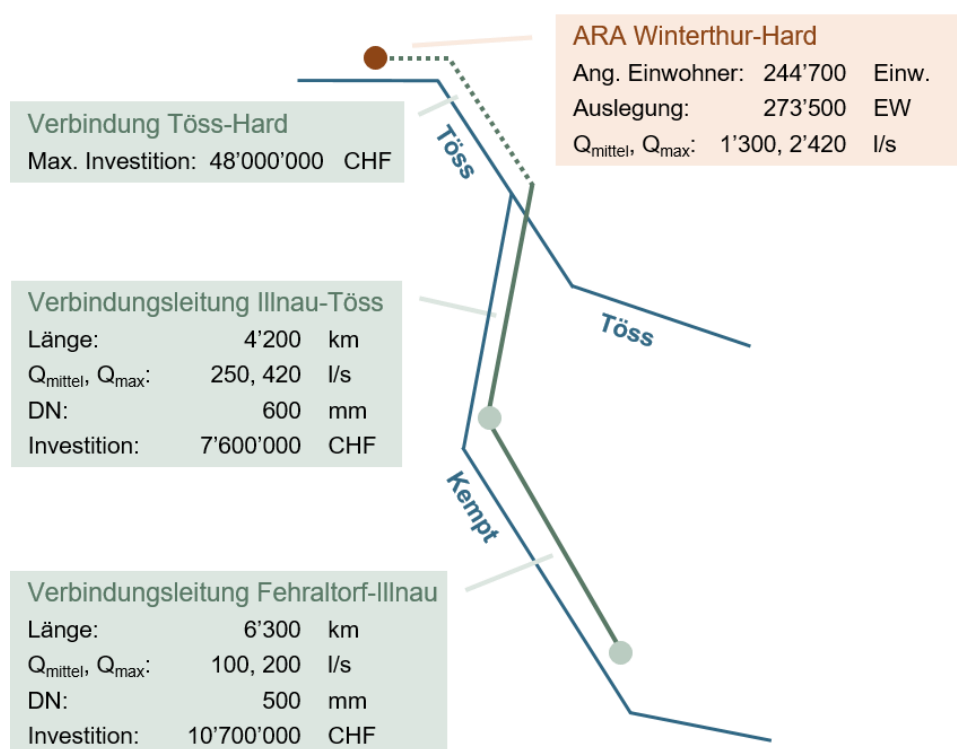 ARA Winterthur-Hard
Ang. Einwohner: 244'700 Einw.
Auslegung: 273'500 EW
Qmittel, Qmax: 1'300, 2'420 l/s
Verbindung Töss-Hard
Max. Investition: 48'000'000 CHF
Töss
Verbindungsleitung Illnau-Töss
Länge: 4'200 km
Qmittel, Qmax: 250, 420 l/s
DN: 600 mm
Investition: 7'600'000 CHF
Töss
Kempt
Verbindungsleitung Fehraltorf-Illnau
Länge: 6'300 km
Qmittel, Qmax: 100, 200 l/s
DN: 500 mm
Investition: 10'700'000 CHF